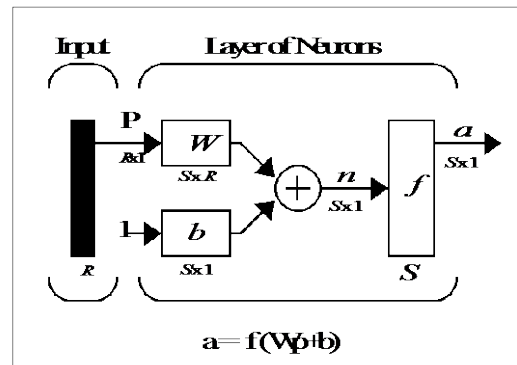 Input Layer of Neurons
P
Rx1
W
SxR
1
b
Sx1
n
Sx1
f
a
Sx1
R
S
a= f(Wp+b)